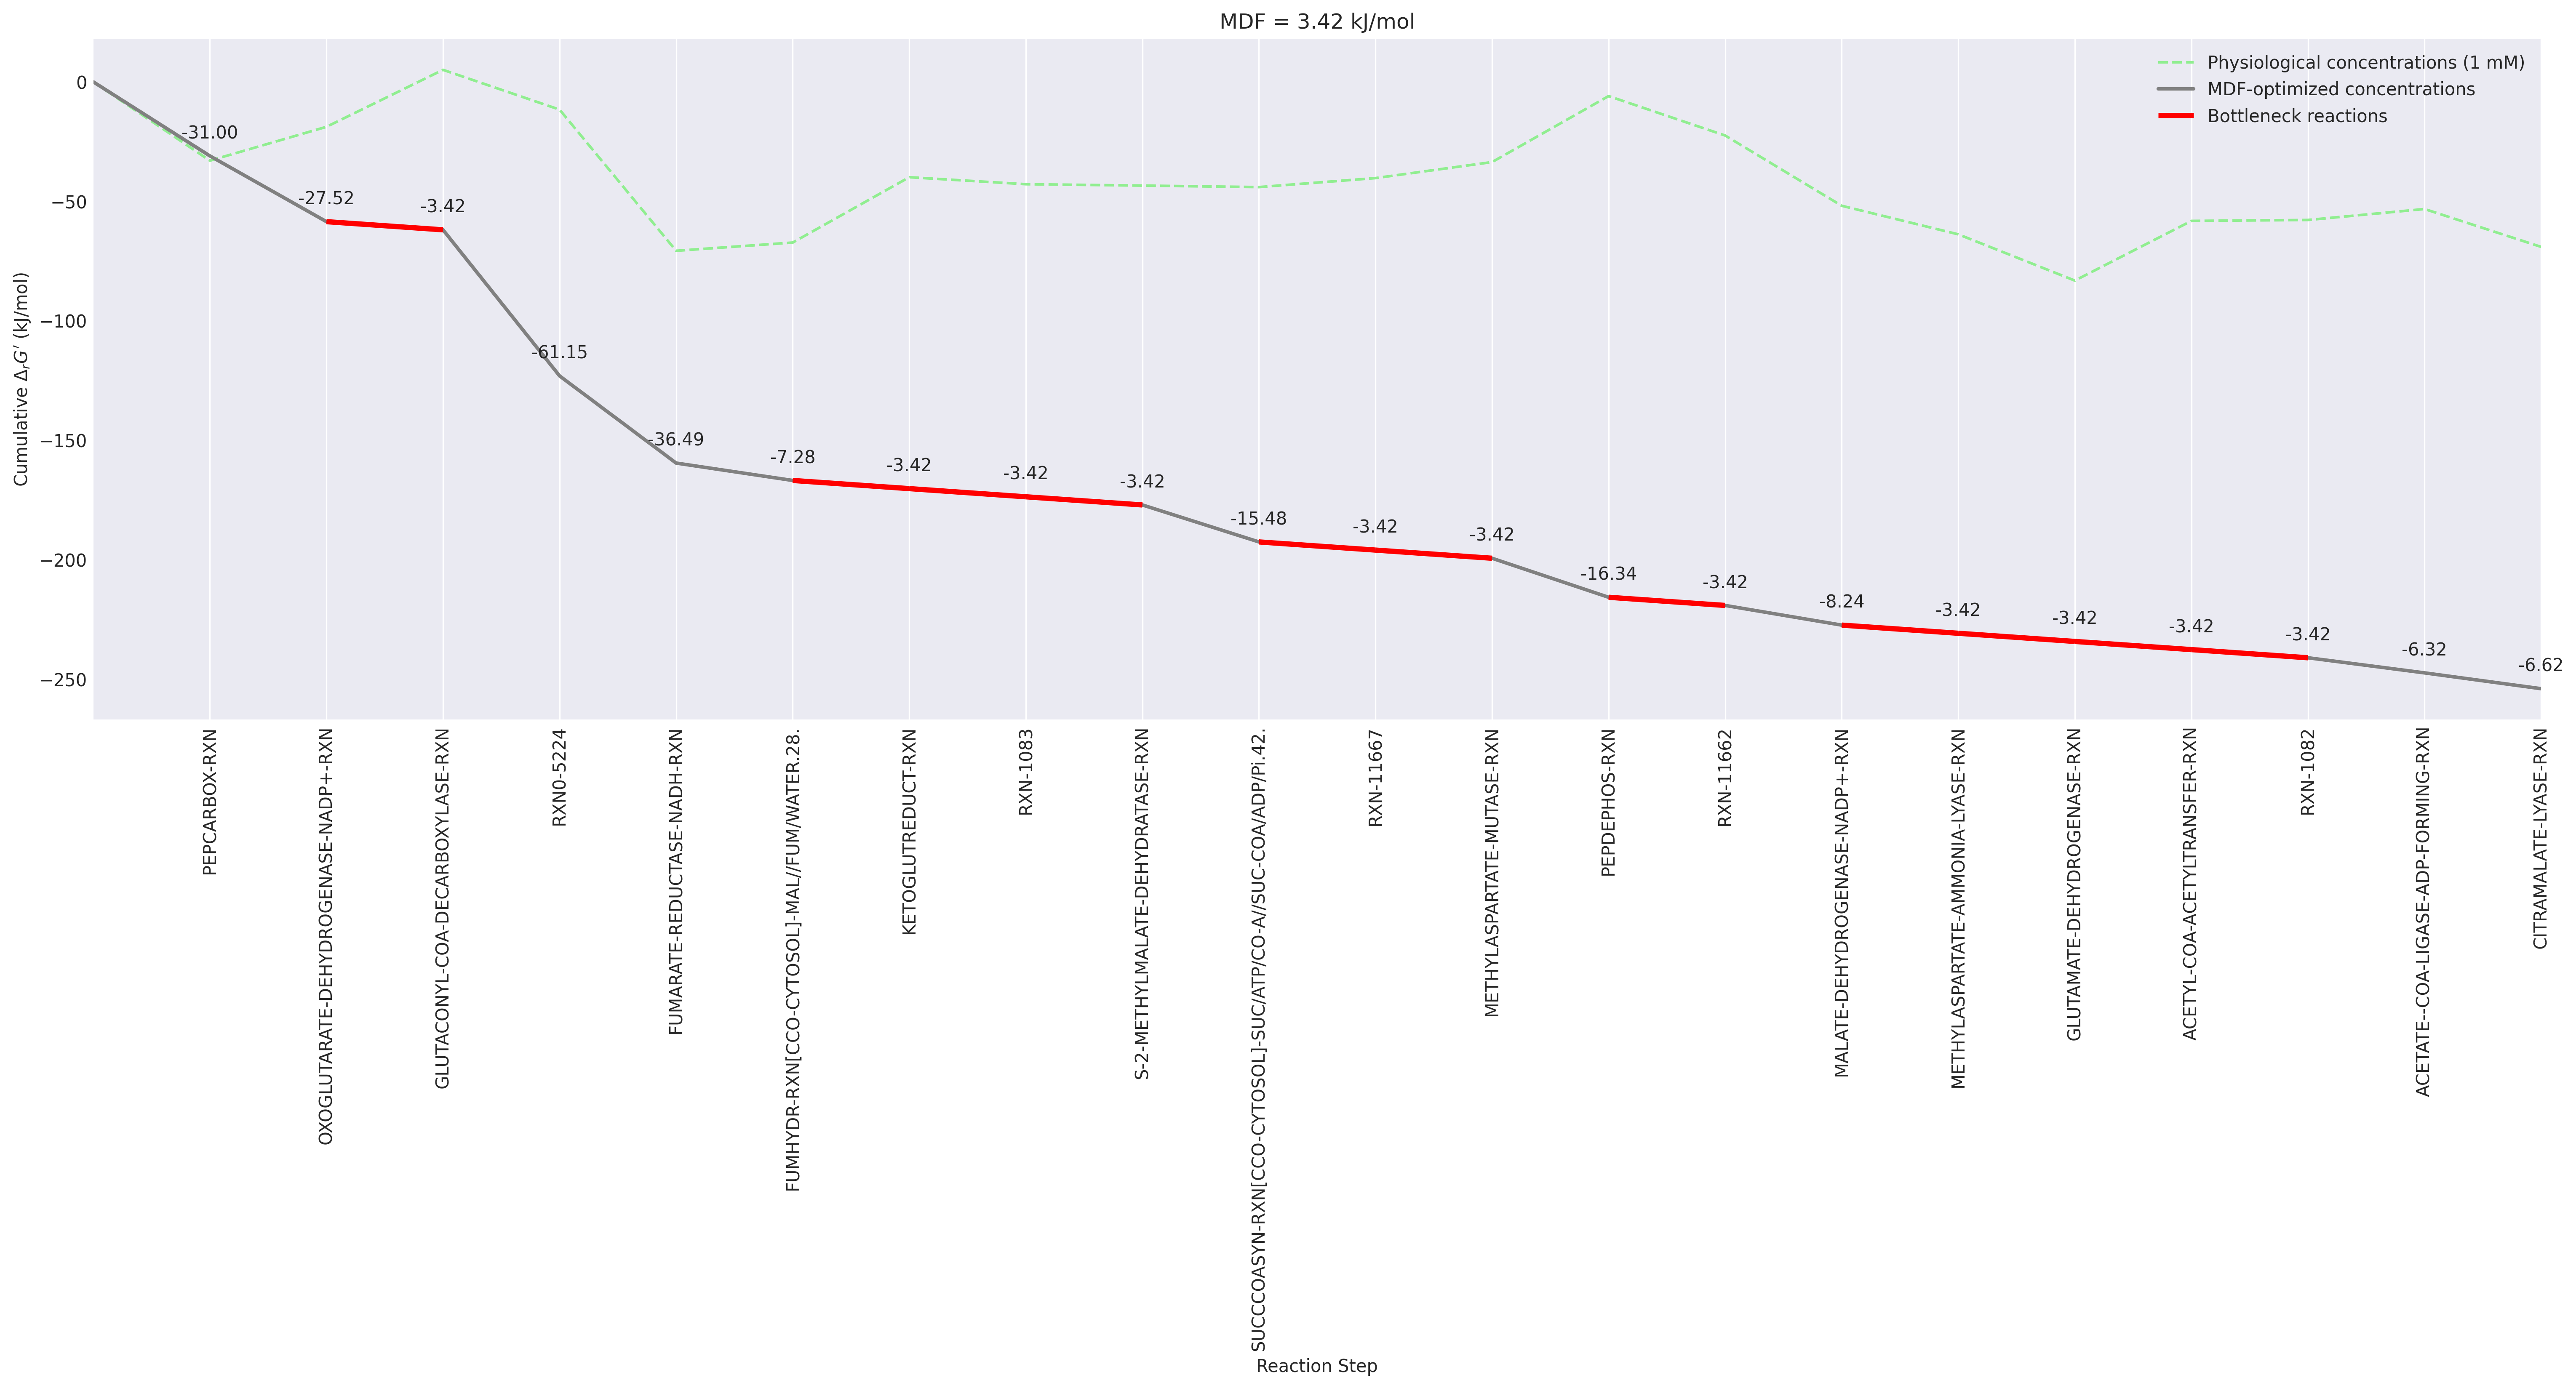 MDF = 3.42 kJ/mol
Physiological concentrations (1 mM)
MDF-optimized concentrations
Bottleneck reactions
Cumulative ΔrG′ (kJ/mol)
0
−50
−100
−150
−200
−250
-31.00
-27.52
-3.42
-61.15
-36.49
-7.28
-3.42
-3.42
-3.42
-15.48
-3.42
-3.42
-16.34
-3.42
-8.24
-3.42
-3.42
-3.42
-3.42
-6.32
-6.62
PEPCARBOX-RXN
OXOGLUTARATE-DEHYDROGENASE-NADP+-RXN
GLUTACONYL-COA-DECARBOXYLASE-RXN
RXN0-5224
FUMARATE-REDUCTASE-NADH-RXN
FUMHYDR-RXN[CCO-CYTOSOL]-MAL//FUM/WATER.28.
KETOGLUTREDUCT-RXN
RXN-1083
S-2-METHYLMALATE-DEHYDRATASE-RXN
SUCCCOASYN-RXN[CCO-CYTOSOL]-SUC/ATP/CO-A//SUC-COA/ADP/Pi.42.
RXN-11667
METHYLASPARTATE-MUTASE-RXN
PEPDEPHOS-RXN
RXN-11662
MALATE-DEHYDROGENASE-NADP+-RXN
METHYLASPARTATE-AMMONIA-LYASE-RXN
GLUTAMATE-DEHYDROGENASE-RXN
ACETYL-COA-ACETYLTRANSFER-RXN
RXN-1082
ACETATE--COA-LIGASE-ADP-FORMING-RXN
CITRAMALATE-LYASE-RXN
Reaction Step